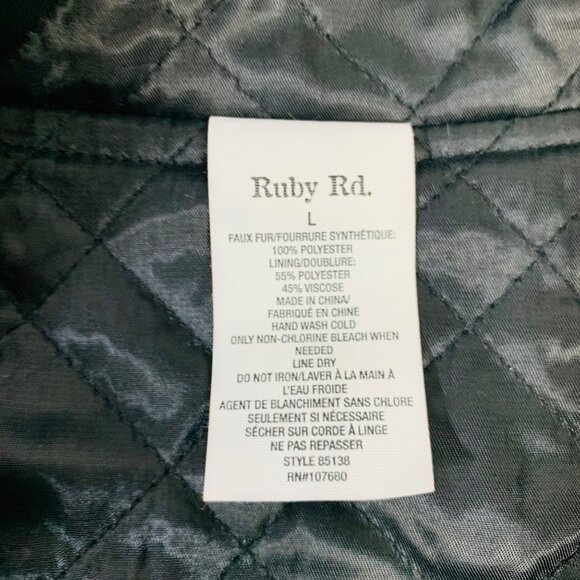 Ruby Rd.
L
FAUX FUR/FOURRURE SYNTHÉTIQUE:
100% POLYESTER
LINING/DOUBLURE:
55% POLYESTER
45% VISCOSE
MADE IN CHINA/
FABRIQUÉ EN CHINE
HAND WASH COLD
ONLY NON-CHLORINE BLEACH WHEN
NEEDED
LINE DRY
DO NOT IRON/LAVER À LA MAIN À
L'EAU FROIDE
AGENT DE BLANCHIMENT SANS CHLORE
SEULEMENT SI NÉCESSAIRE
SÉCHER SUR CORDE À LINGE
NE PAS REPASSER
STYLE 85138
RN#107680